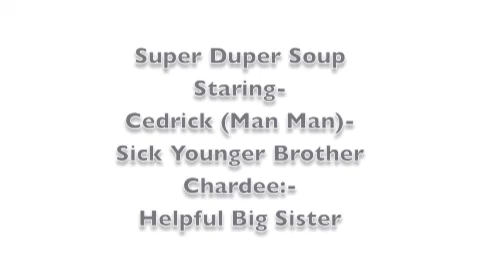 Super Duper Soup
Staring-
Cedrick (Man Man)-
Sick Younger Brother
Chardee:-
Helpful Big Sister